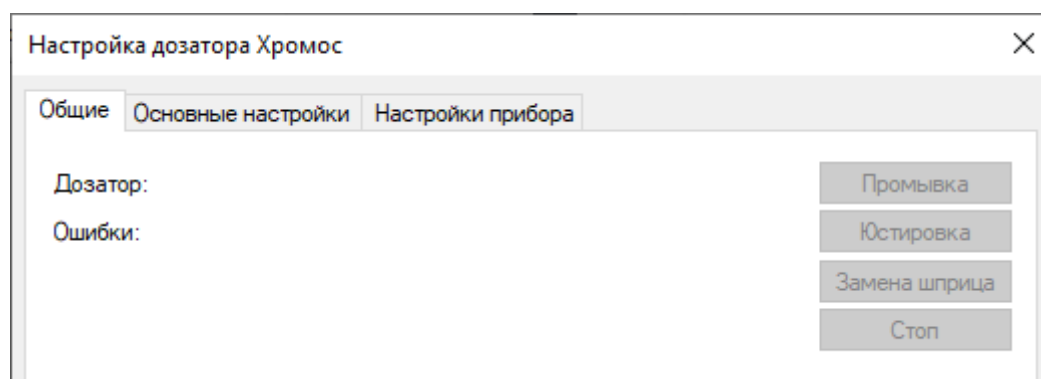 Настройка дозатора Хромос
Общие Основные настройки Настройки прибора
Дозатор: Промывка
Ошибки: Юстировка
Замена шприца
Стоп